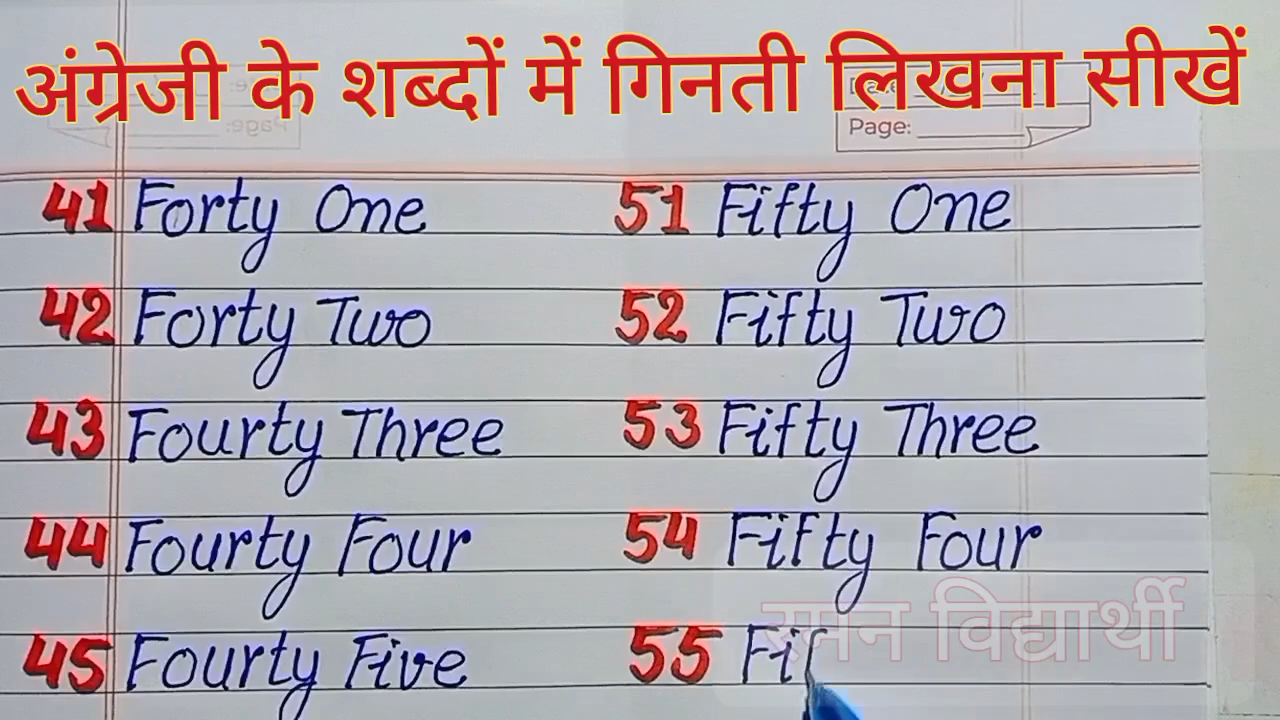 अंग्रेजी के शब्दों में गिनती लिखना सीखें
Page:
41 Forty One
42 Forty Two
43 Fourty Three
44 Fourty Four
45 Fourty Five
51 Fifty One
52 Fifty Two
53 Fifty Three
54 Fifty Four
55 Fif
विद्यार्थी